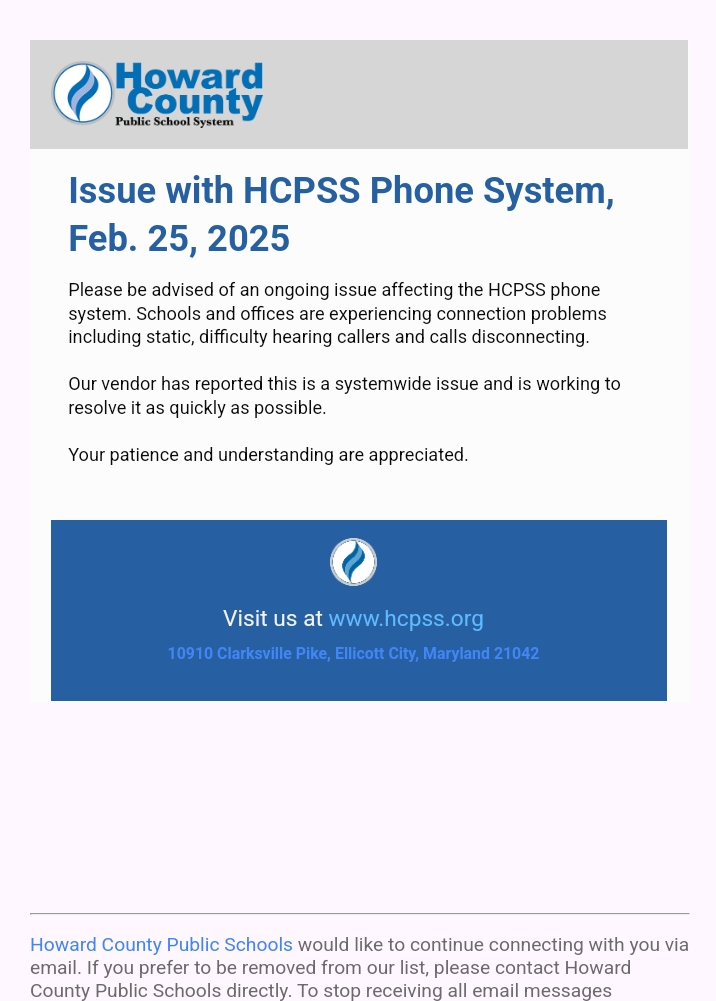 Howard
County
Public School System
Issue with HCPSS Phone System,
Feb. 25, 2025
Please be advised of an ongoing issue affecting the HCPSS phone
system. Schools and offices are experiencing connection problems
including static, difficulty hearing callers and calls disconnecting.
Our vendor has reported this is a systemwide issue and is working to
resolve it as quickly as possible.
Your patience and understanding are appreciated.
Visit us at www.hcpss.org
10910 Clarksville Pike, Ellicott City, Maryland 21042
Howard County Public Schools would like to continue connecting with you via
email. If you prefer to be removed from our list, please contact Howard
County Public Schools directly. To stop receiving all email messages